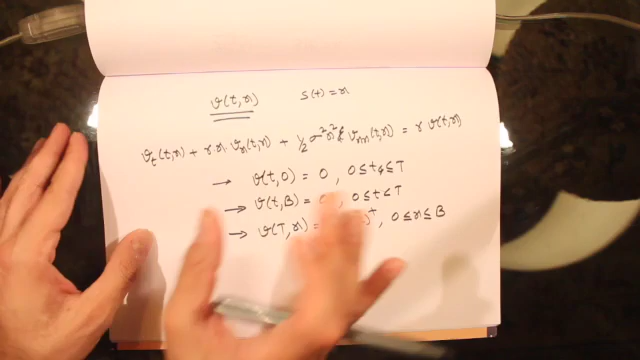 v(t,x) S(t) = x
v_t(t,x) + r x v_x(t,x) + 1/2 σ²x² v_xx(t,x) = r v(t,x)
→ v(t,0) = 0 , 0 ≤ t ≤ T
→ v(t,B) = 0 , 0 ≤ t < T
→ v(T,x) = )⁺ , 0 ≤ x ≤ B